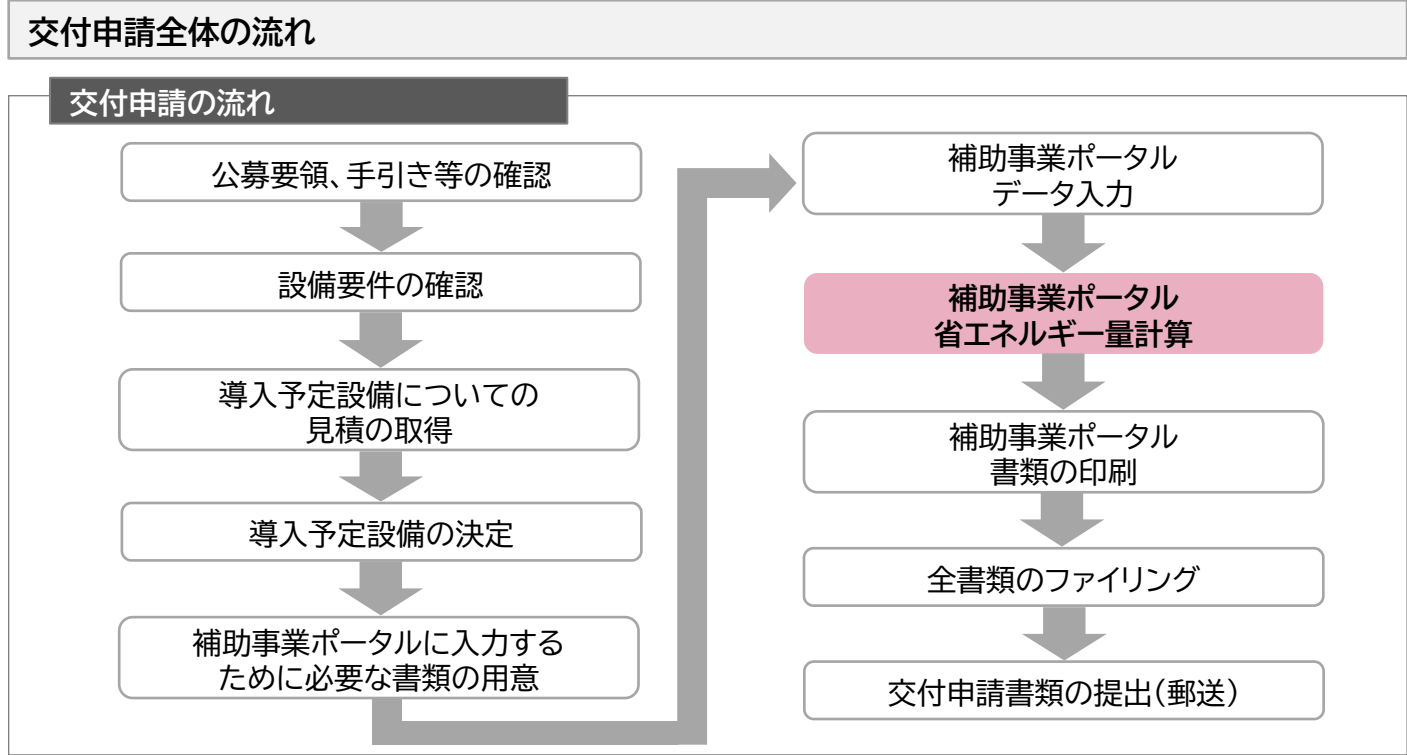 交付申請全体の流れ
交付申請の流れ
公募要領、手引き等の確認
設備要件の確認
導入予定設備についての
見積の取得
導入予定設備の決定
補助事業ポータルに入力する
ために必要な書類の用意
補助事業ポータル
データ入力
補助事業ポータル
省エネルギー量計算
補助事業ポータル
書類の印刷
全書類のファイリング
交付申請書類の提出(郵送)